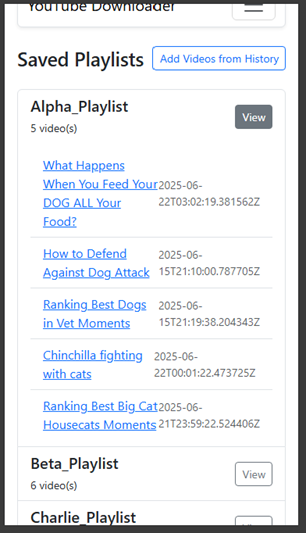 YouTube Downloader
Saved Playlists
Add Videos from History
Alpha_Playlist
View
5 video(s)
What Happens
When You Feed Your
DOG ALL Your
Food?
2025-06-
22T03:02:19.381562Z
How to Defend
Against Dog Attack
2025-06-
15T21:10:00.787705Z
Ranking Best Dogs
in Vet Moments
2025-06-
15T21:19:38.204343Z
Chinchilla fighting
with cats
2025-06-
22T00:01:22.473725Z
Ranking Best Big Cat
Housecats Moments
2025-06-
21T23:59:22.524406Z
Beta_Playlist
View
6 video(s)
Charlie_Playlist
View